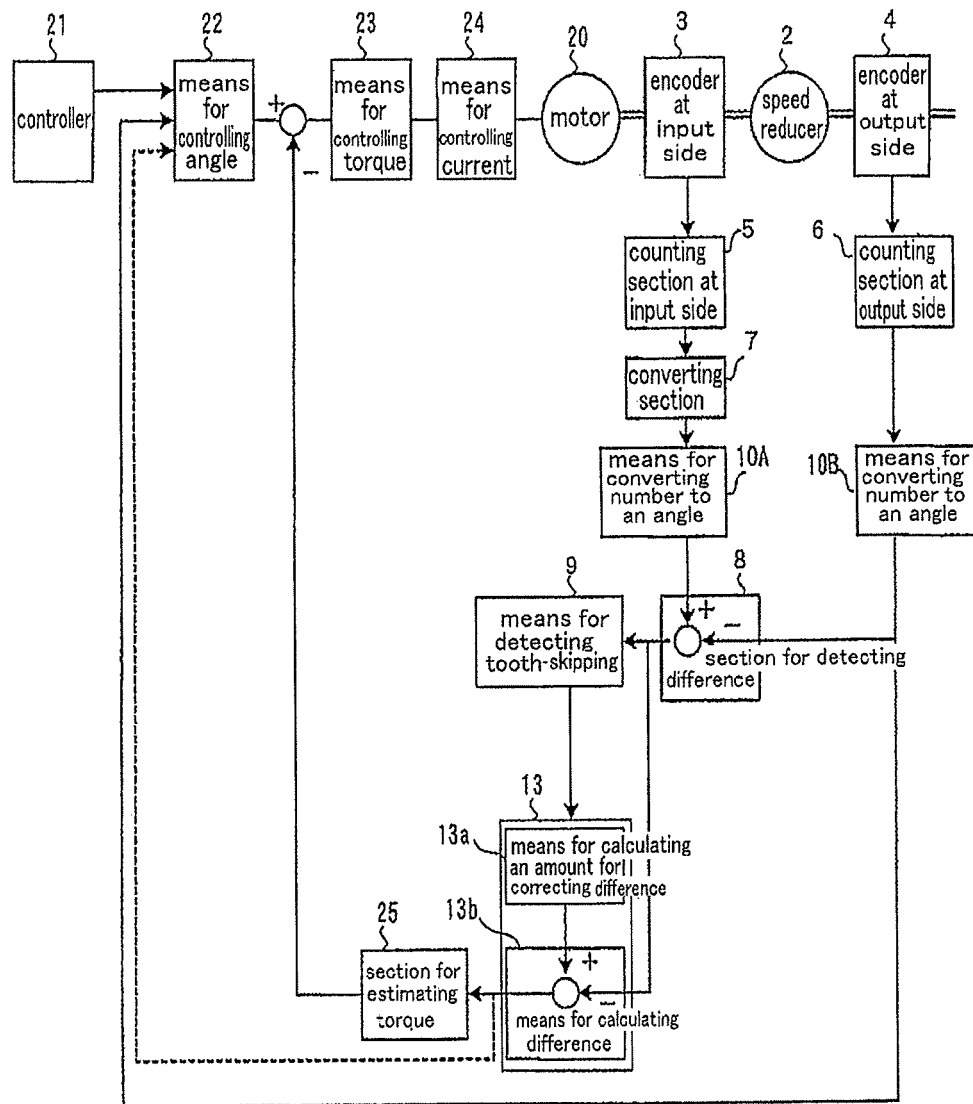 21
22
23
24
20
3
2
4
controller
means
for
controlling
angle
+
−
means
for
controlling
torque
means
for
controlling
current
motor
encoder
at
input
side
speed
reducer
encoder
at
output
side
5
counting
section at
input side
6
counting
section at
output side
7
converting
section
10A
means for
converting
number to
an angle
10B
means for
converting
number to
an angle
9
means for
detecting
tooth-skipping
8
+
−
section for detecting
difference
13
13a
means for calculating
an amount for
correcting difference
13b
+
−
means for calculating
difference
25
section for
estimating
torque